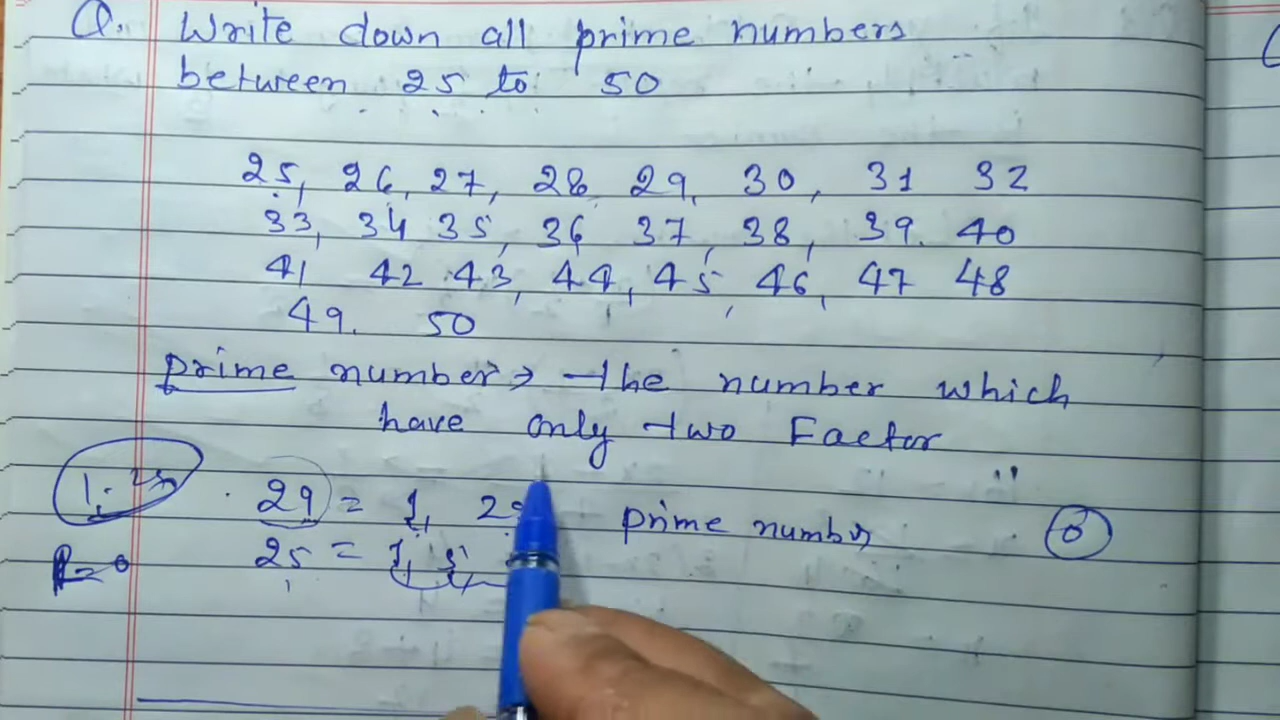 Q. Write down all prime numbers
between 25 to 50
25, 26, 27, 28, 29, 30, 31 32
33, 34 35, 36 37, 38, 39. 40
41 42 43, 44, 45, 46, 47 48
49. 50
prime number → The number which
have only two Factor
29 = 1, 29 prime number 6
25 = 1, 5,